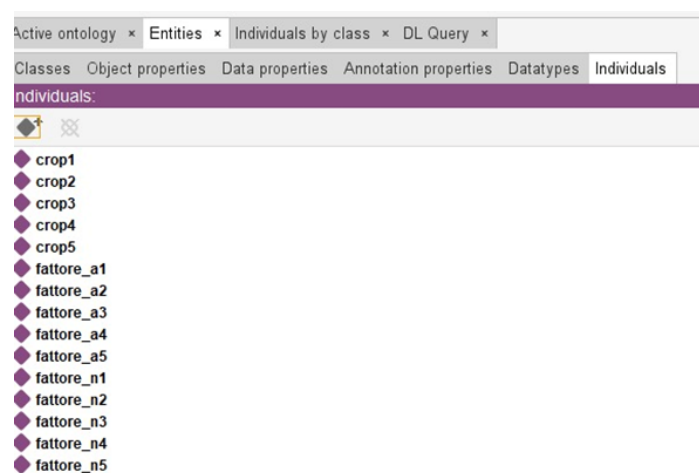 Active ontology × Entities × Individuals by class × DL Query ×
Classes Object properties Data properties Annotation properties Datatypes Individuals
ndividuals:
crop1
crop2
crop3
crop4
crop5
fattore_a1
fattore_a2
fattore_a3
fattore_a4
fattore_a5
fattore_n1
fattore_n2
fattore_n3
fattore_n4
fattore_n5